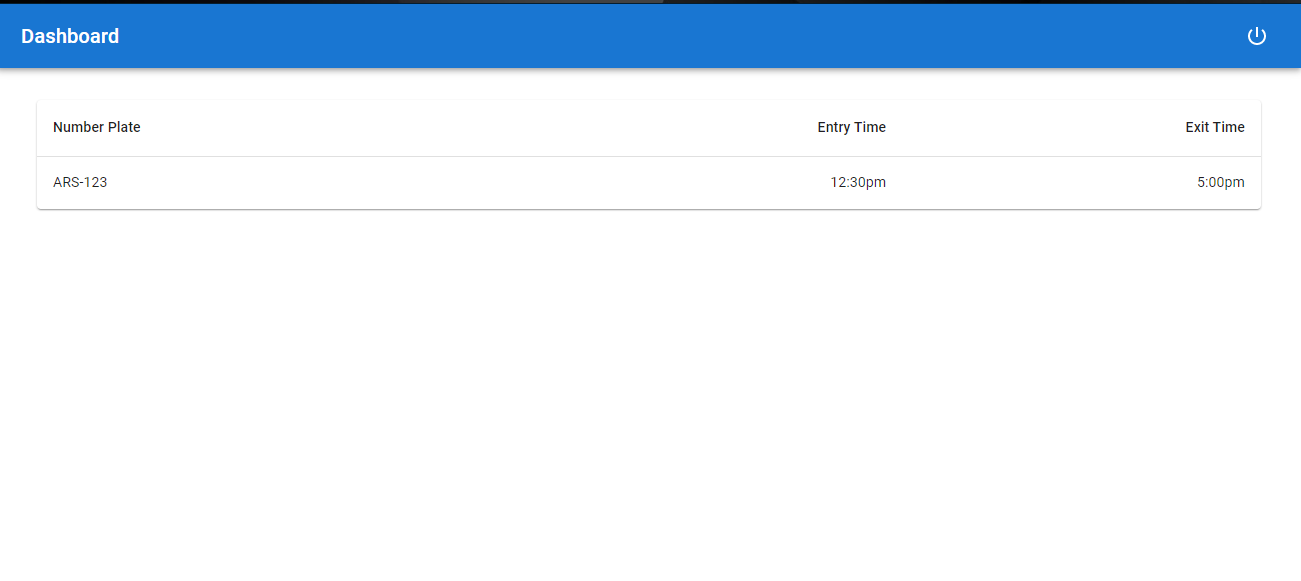 Dashboard
Number Plate Entry Time Exit Time
ARS-123 12:30pm 5:00pm